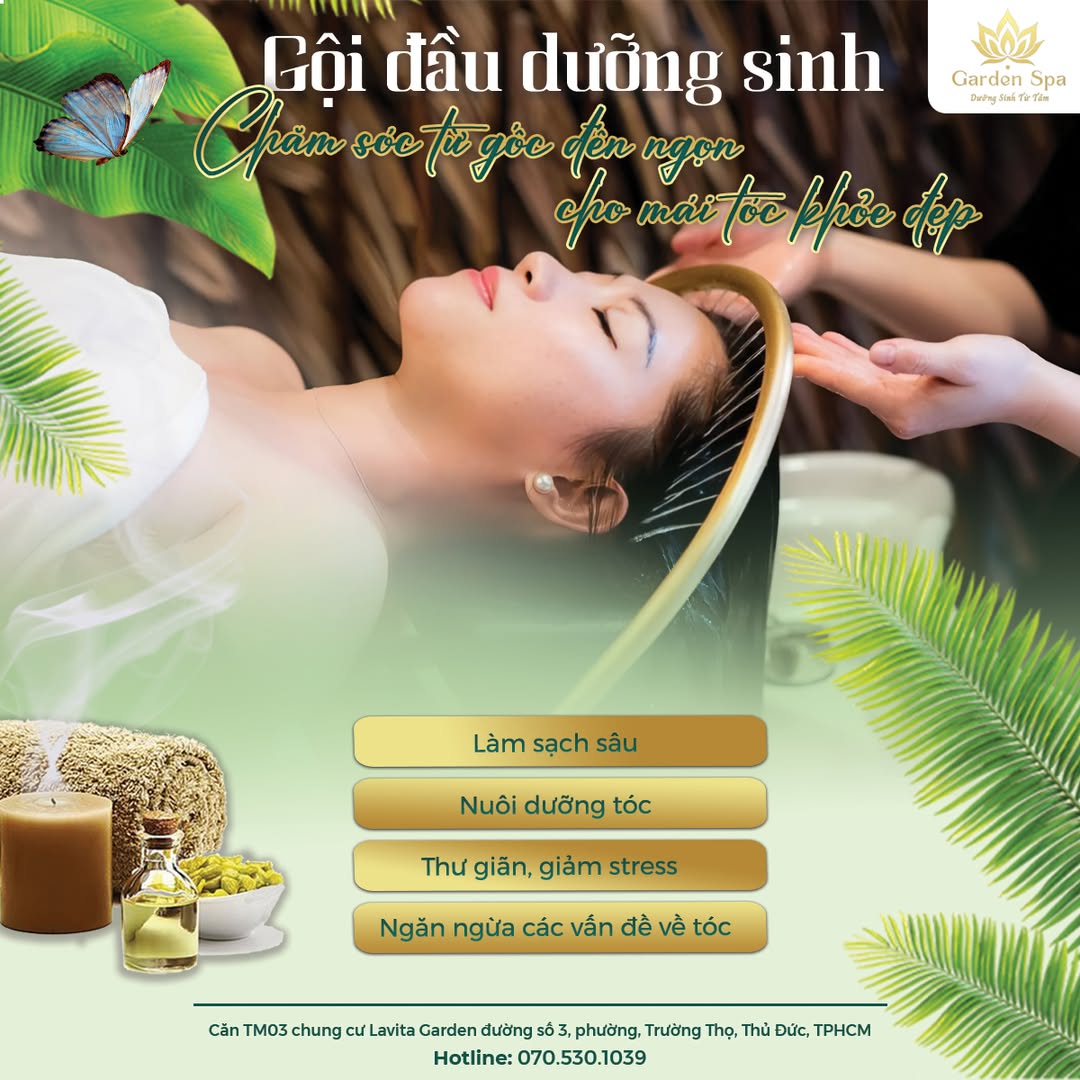 Gội đầu dưỡng sinh
Garden Spa
Dưỡng Sinh Từ Tâm
Chăm sóc từ gốc đến ngọn
cho mái tóc khỏe đẹp
Làm sạch sâu
Nuôi dưỡng tóc
Thư giãn, giảm stress
Ngăn ngừa các vấn đề về tóc
Căn TM03 chung cư Lavita Garden đường số 3, phường, Trường Thọ, Thủ Đức, TPHCM
Hotline: 070.530.1039